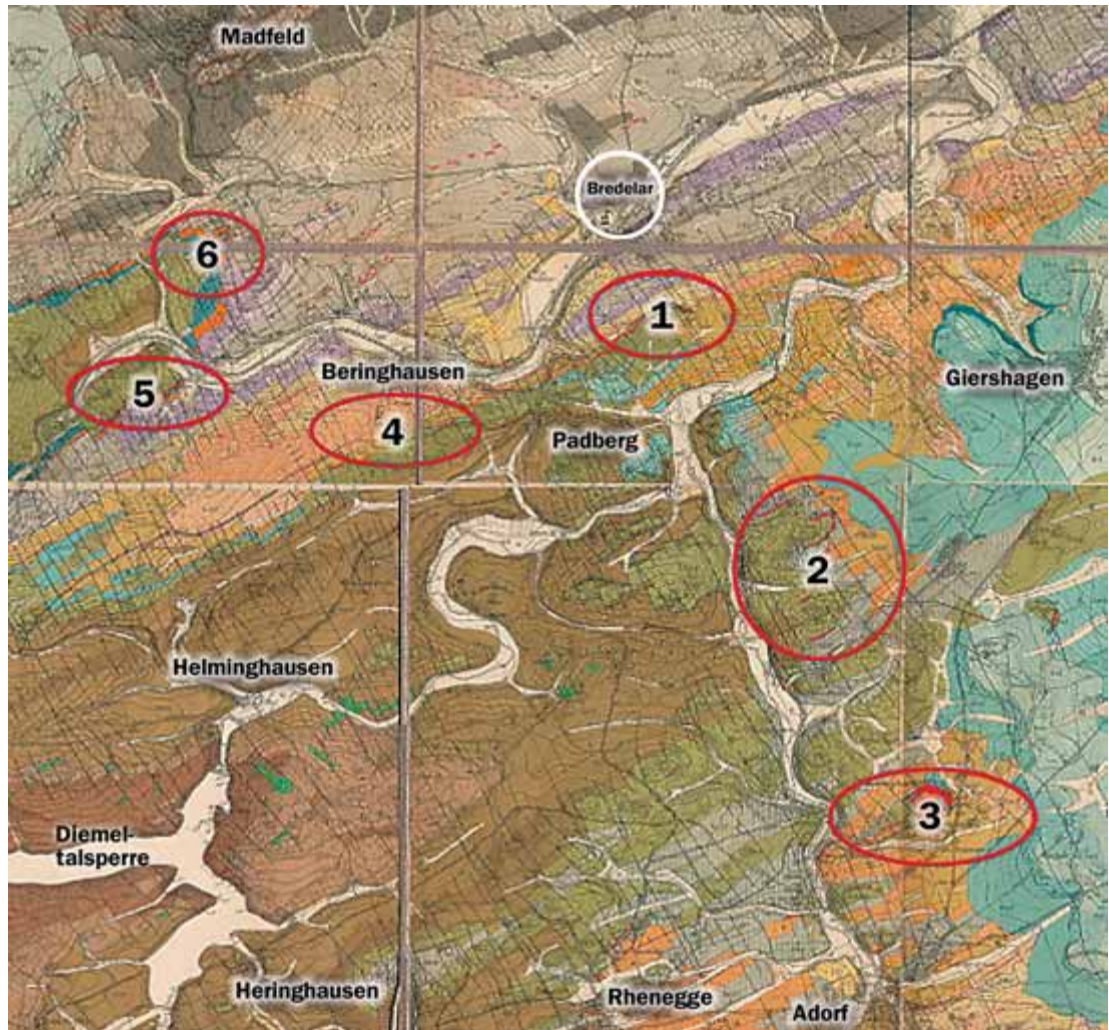 Madfeld
Bredelar
6
1
Giershagen
Beringhausen
5
4
Padberg
2
Helminghausen
3
Diemel-
talsperre
Heringhausen
Rhenegge
Adorf